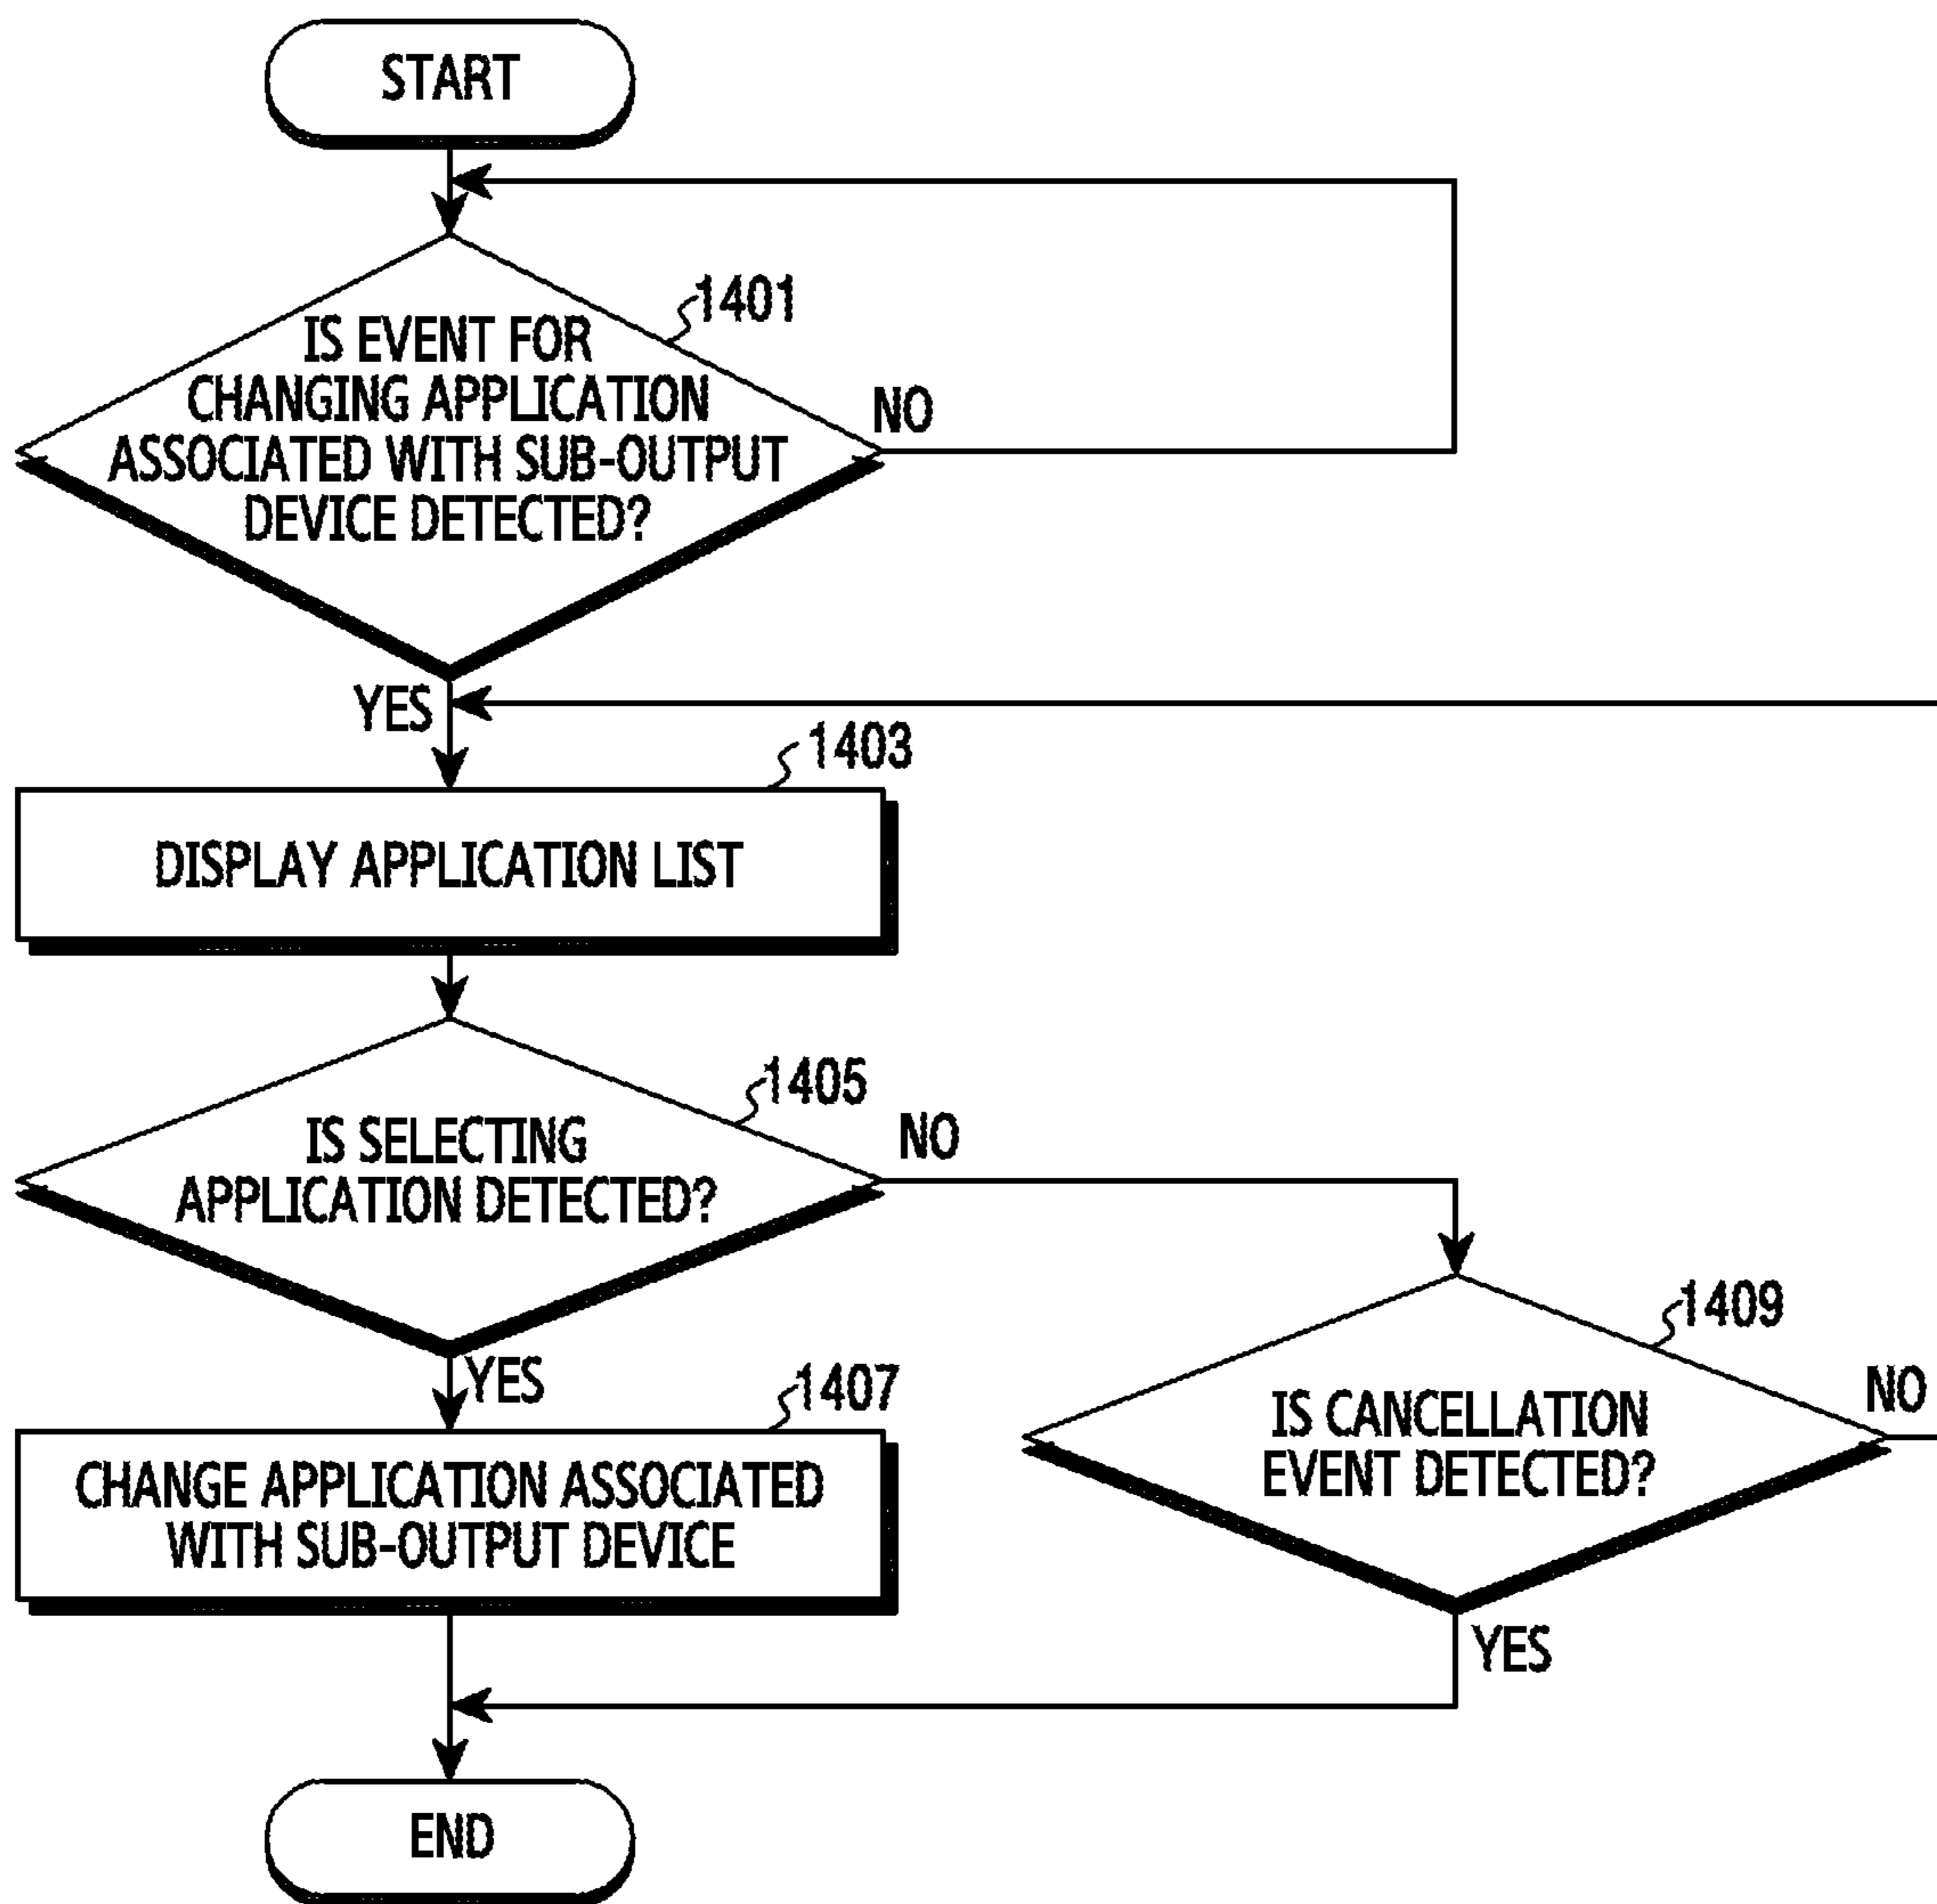 START
1401
IS EVENT FOR
CHANGING APPLICATION
ASSOCIATED WITH SUB-OUTPUT
DEVICE DETECTED?
NO
YES
1403
DISPLAY APPLICATION LIST
1405
IS SELECTING
APPLICATION DETECTED?
NO
YES
1407
CHANGE APPLICATION ASSOCIATED
WITH SUB-OUTPUT DEVICE
1409
IS CANCELLATION
EVENT DETECTED?
NO
YES
END